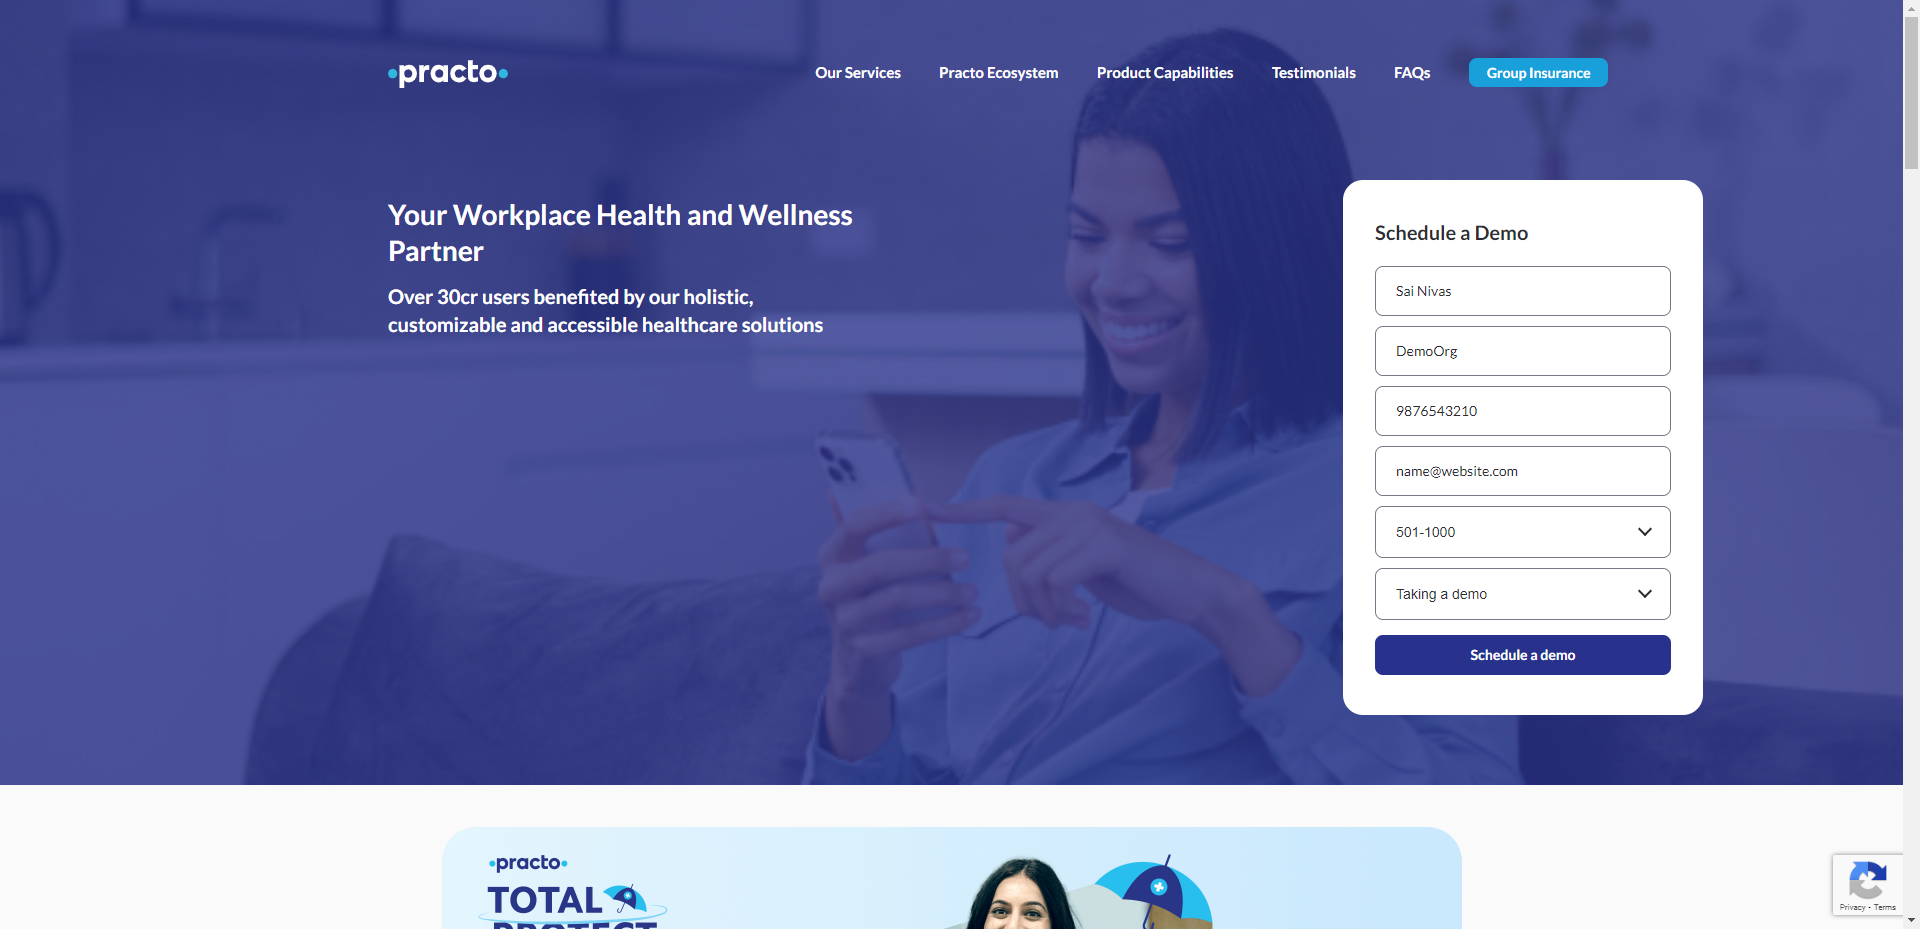 practo
Our Services
Practo Ecosystem
Product Capabilities
Testimonials
FAQs
Group Insurance
Your Workplace Health and Wellness
Partner
Over 30cr users benefited by our holistic,
customizable and accessible healthcare solutions
Schedule a Demo
Sai Nivas
DemoOrg
9876543210
name@website.com
501-1000
Taking a demo
Schedule a demo
practo
TOTAL
PROTECT
Privacy - Terms